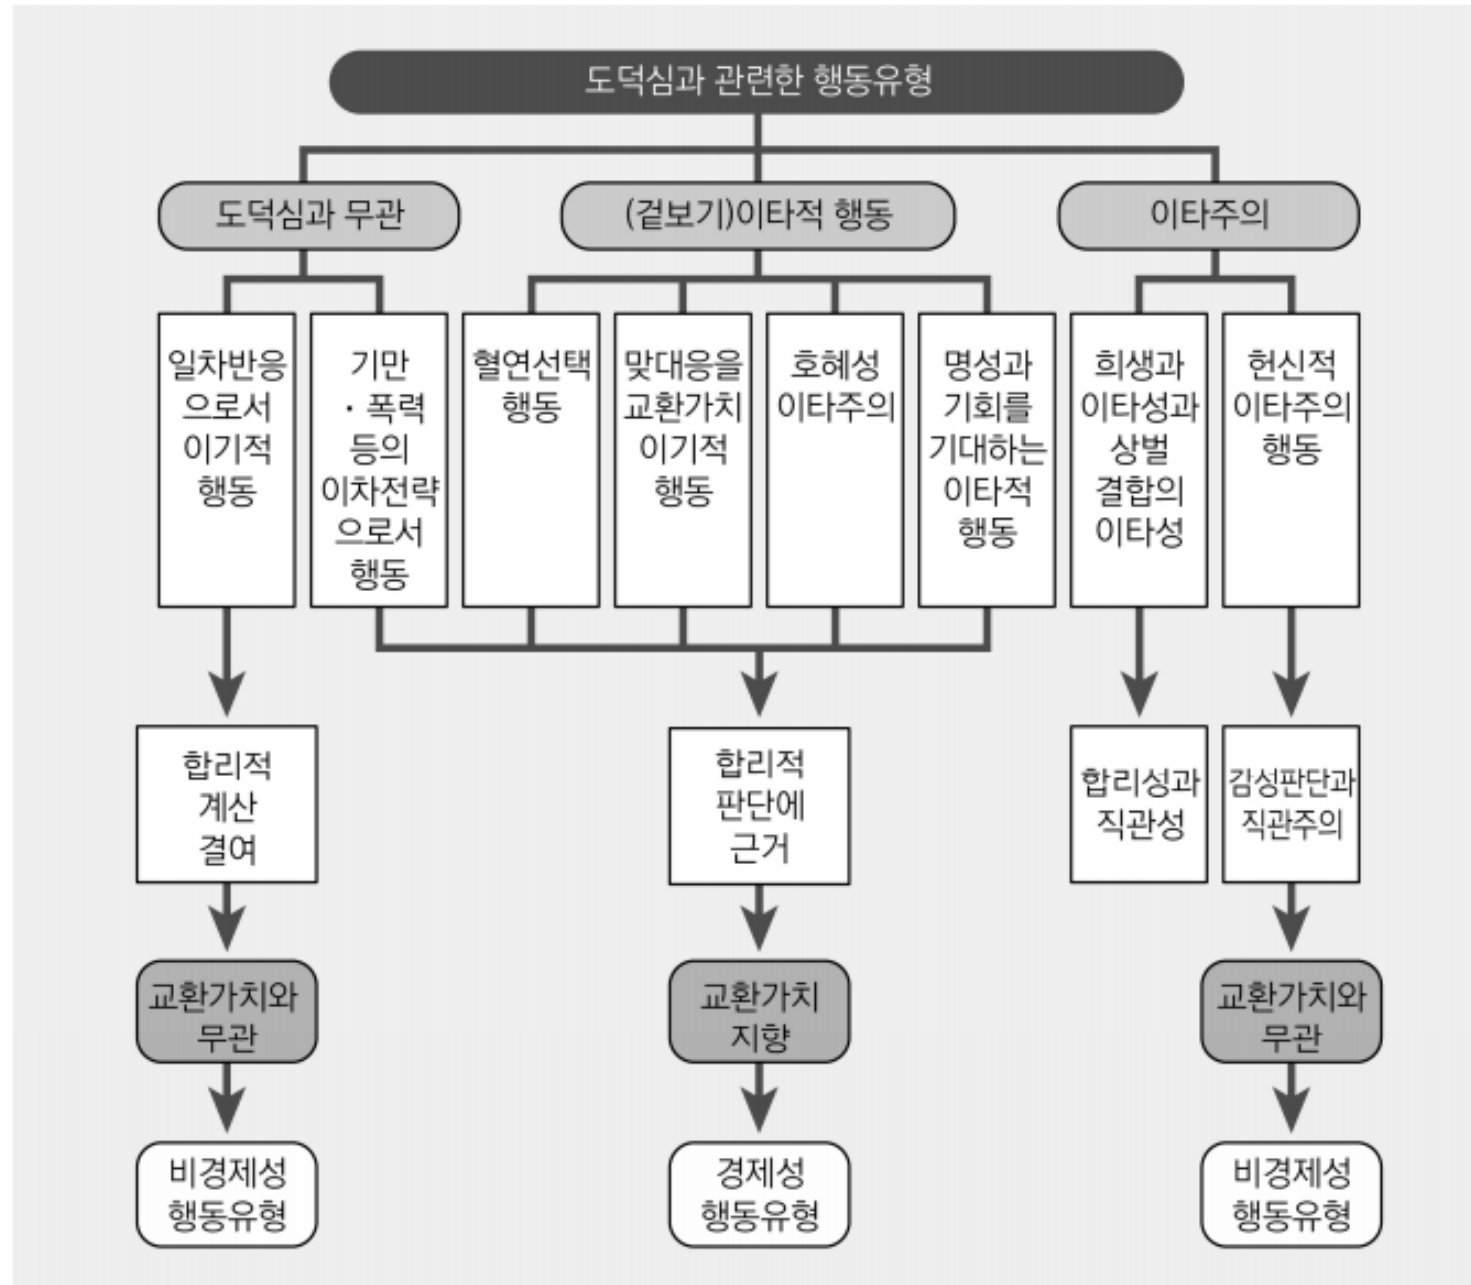 도덕심과 관련한 행동유형
도덕심과 무관
(겉보기)이타적 행동
이타주의
일차반응
으로서
이기적
행동
기만
· 폭력
등의
이차전략
으로서
행동
혈연선택
행동
맞대응을
교환가치
이기적
행동
호혜성
이타주의
명성과
기회를
기대하는
이타적
행동
희생과
이타성과
상벌
결합의
이타성
헌신적
이타주의
행동
합리적
계산
결여
합리적
판단에
근거
합리성과
직관성
감성판단과
직관주의
교환가치와
무관
교환가치
지향
교환가치와
무관
비경제성
행동유형
경제성
행동유형
비경제성
행동유형